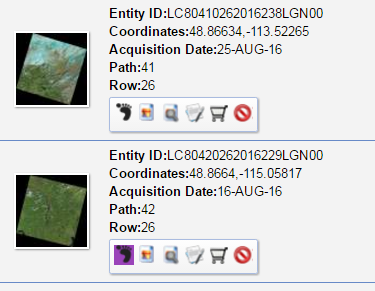 Entity ID:LC80410262016238LGN00
Coordinates:48.86634,-113.52265
Acquisition Date:25-AUG-16
Path:41
Row:26
Entity ID:LC80420262016229LGN00
Coordinates:48.8664,-115.05817
Acquisition Date:16-AUG-16
Path:42
Row:26